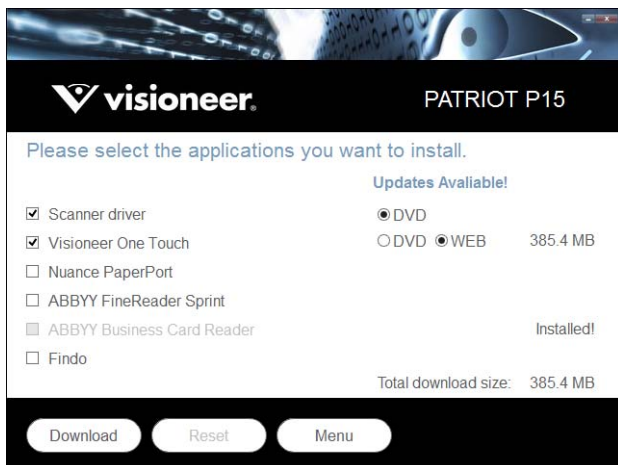 visioneer.
PATRIOT P15
Please select the applications you want to install.
Updates Avaliable!
Scanner driver DVD
Visioneer One Touch DVD WEB 385.4 MB
Nuance PaperPort
ABBYY FineReader Sprint
ABBYY Business Card Reader Installed!
Findo
Total download size: 385.4 MB
Download Reset Menu